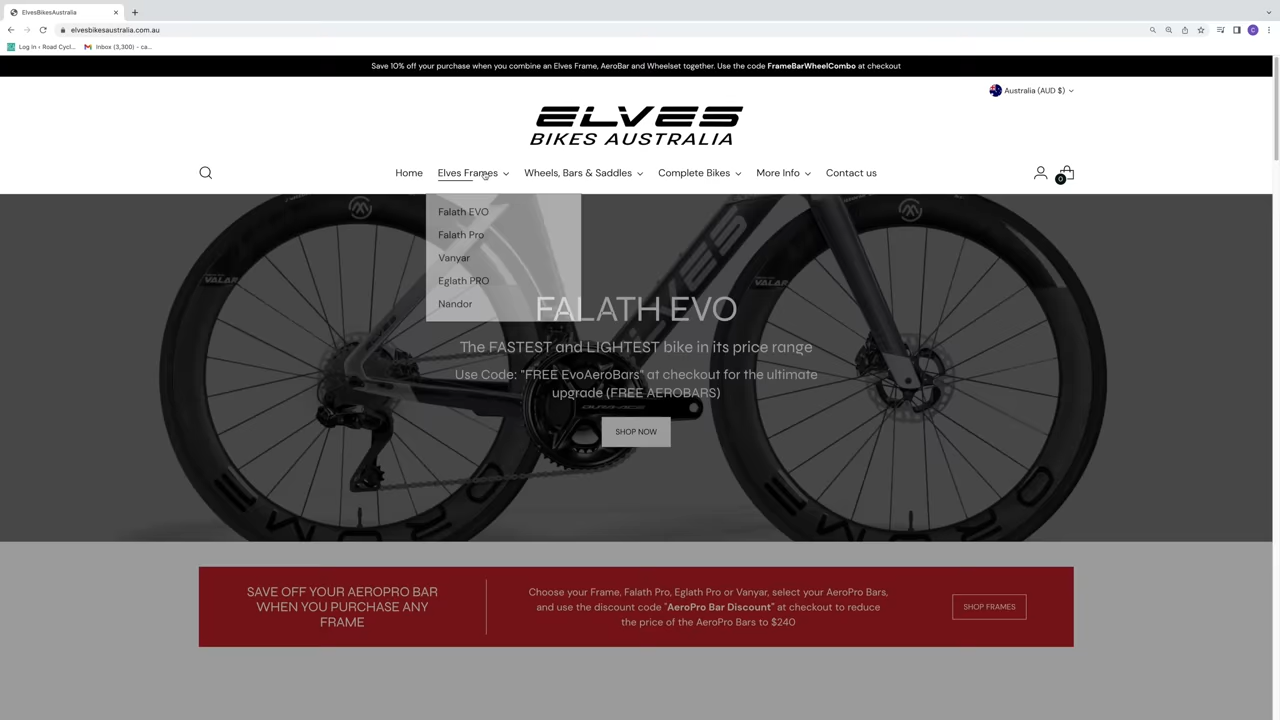 ElvesBikesAustralia
elvesbikesaustralia.com.au
Log In ‹ Road Cycl...
Inbox (3,300) - ca...
C
Save 10% off your purchase when you combine an Elves Frame, AeroBar and Wheelset together. Use the code FrameBarWheelCombo at checkout
Australia (AUD $)
ELVES
BIKES AUSTRALIA
Home
Elves Frames
Wheels, Bars & Saddles
Complete Bikes
More Info
Contact us
0
Falath EVO
Falath Pro
Vanyar
Eglath PRO
Nandor
VALAR
VALAR
ELVES
FALATH EVO
The FASTEST and LIGHTEST bike in its price range
Use Code: "FREE EvoAeroBars" at checkout for the ultimate
upgrade (FREE AEROBARS)
DURA-ACE
SHOP NOW
SAVE OFF YOUR AEROPRO BAR
WHEN YOU PURCHASE ANY
FRAME
Choose your Frame, Falath Pro, Eglath Pro or Vanyar, select your AeroPro Bars,
and use the discount code "AeroPro Bar Discount" at checkout to reduce
the price of the AeroPro Bars to $240
SHOP FRAMES